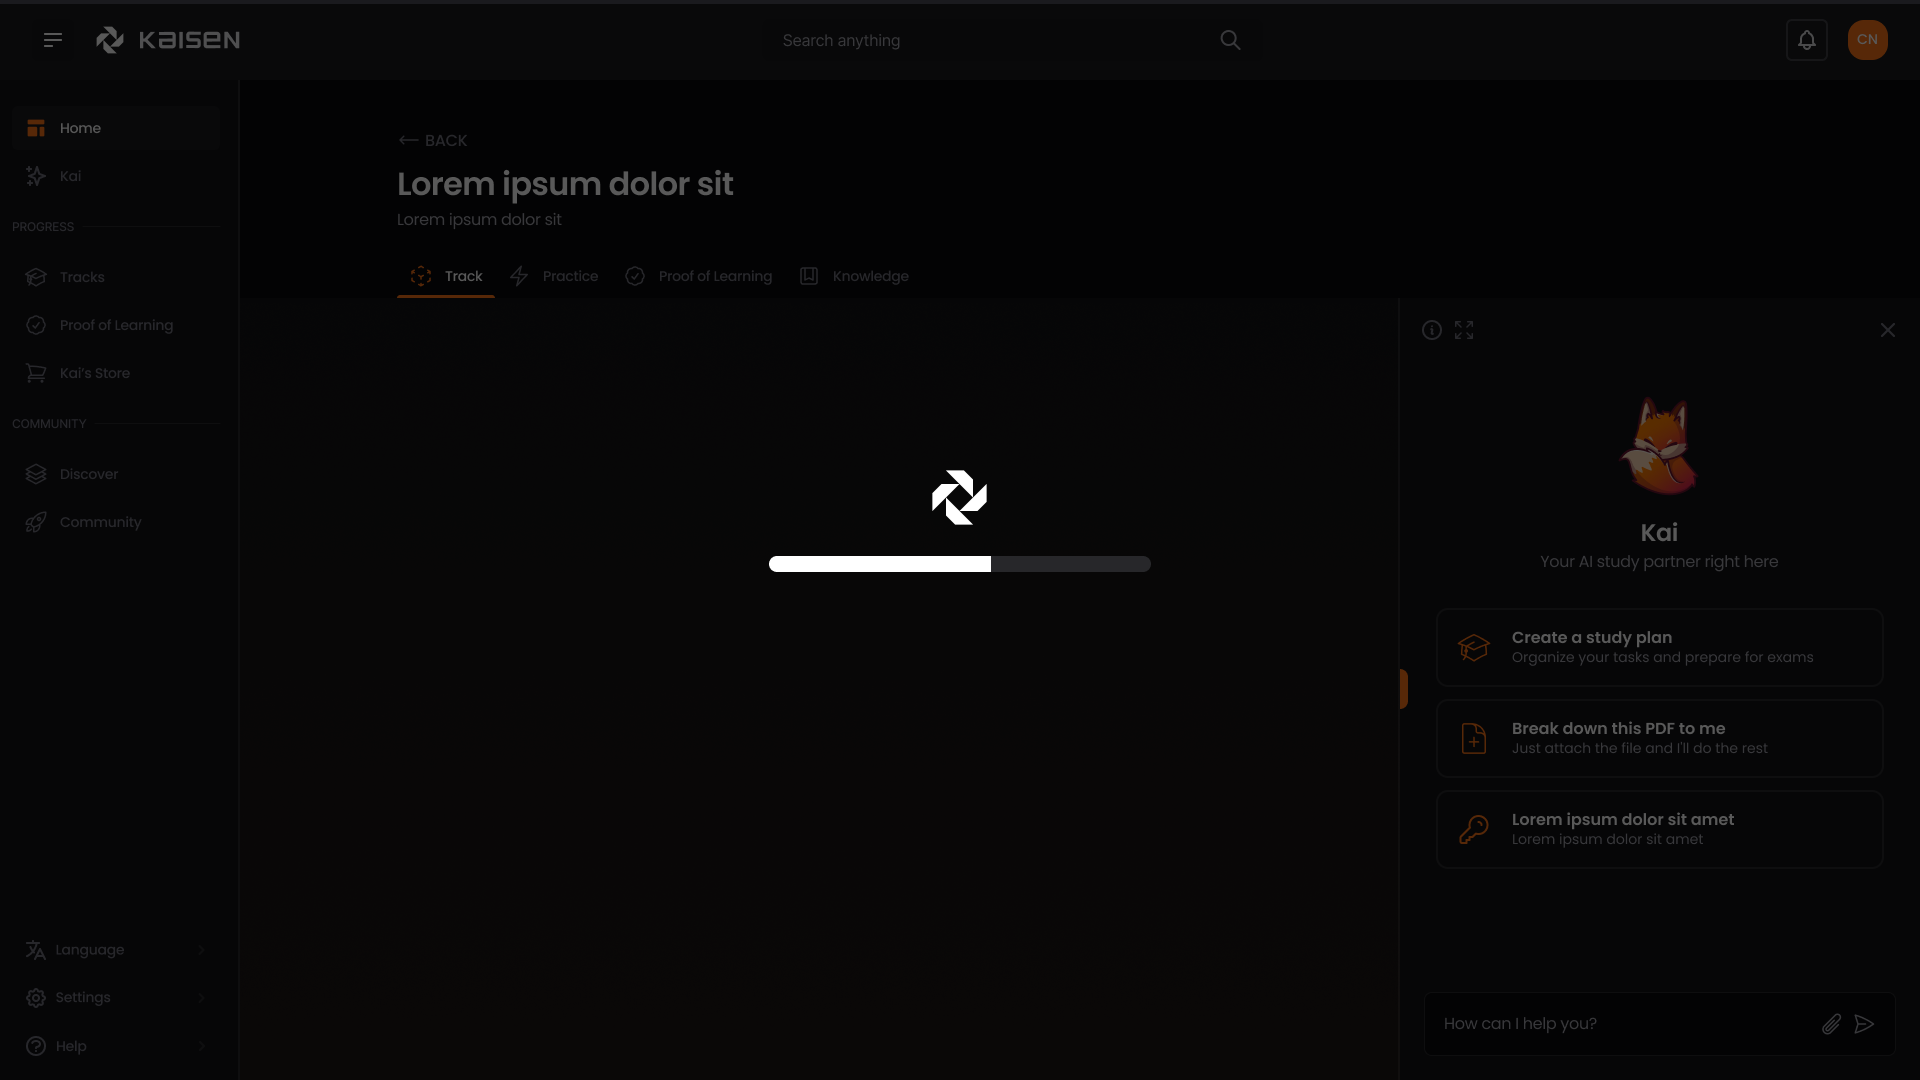 KAISEN
Search anything
CN
Home
Kai
PROGRESS
Tracks
Proof of Learning
Kai's Store
COMMUNITY
Discover
Community
Language
Settings
Help
BACK
Lorem ipsum dolor sit
Lorem ipsum dolor sit
Track
Practice
Proof of Learning
Knowledge
Kai
Your AI study partner right here
Create a study plan
Organize your tasks and prepare for exams
Break down this PDF to me
Just attach the file and I'll do the rest
Lorem ipsum dolor sit amet
Lorem ipsum dolor sit amet
How can I help you?